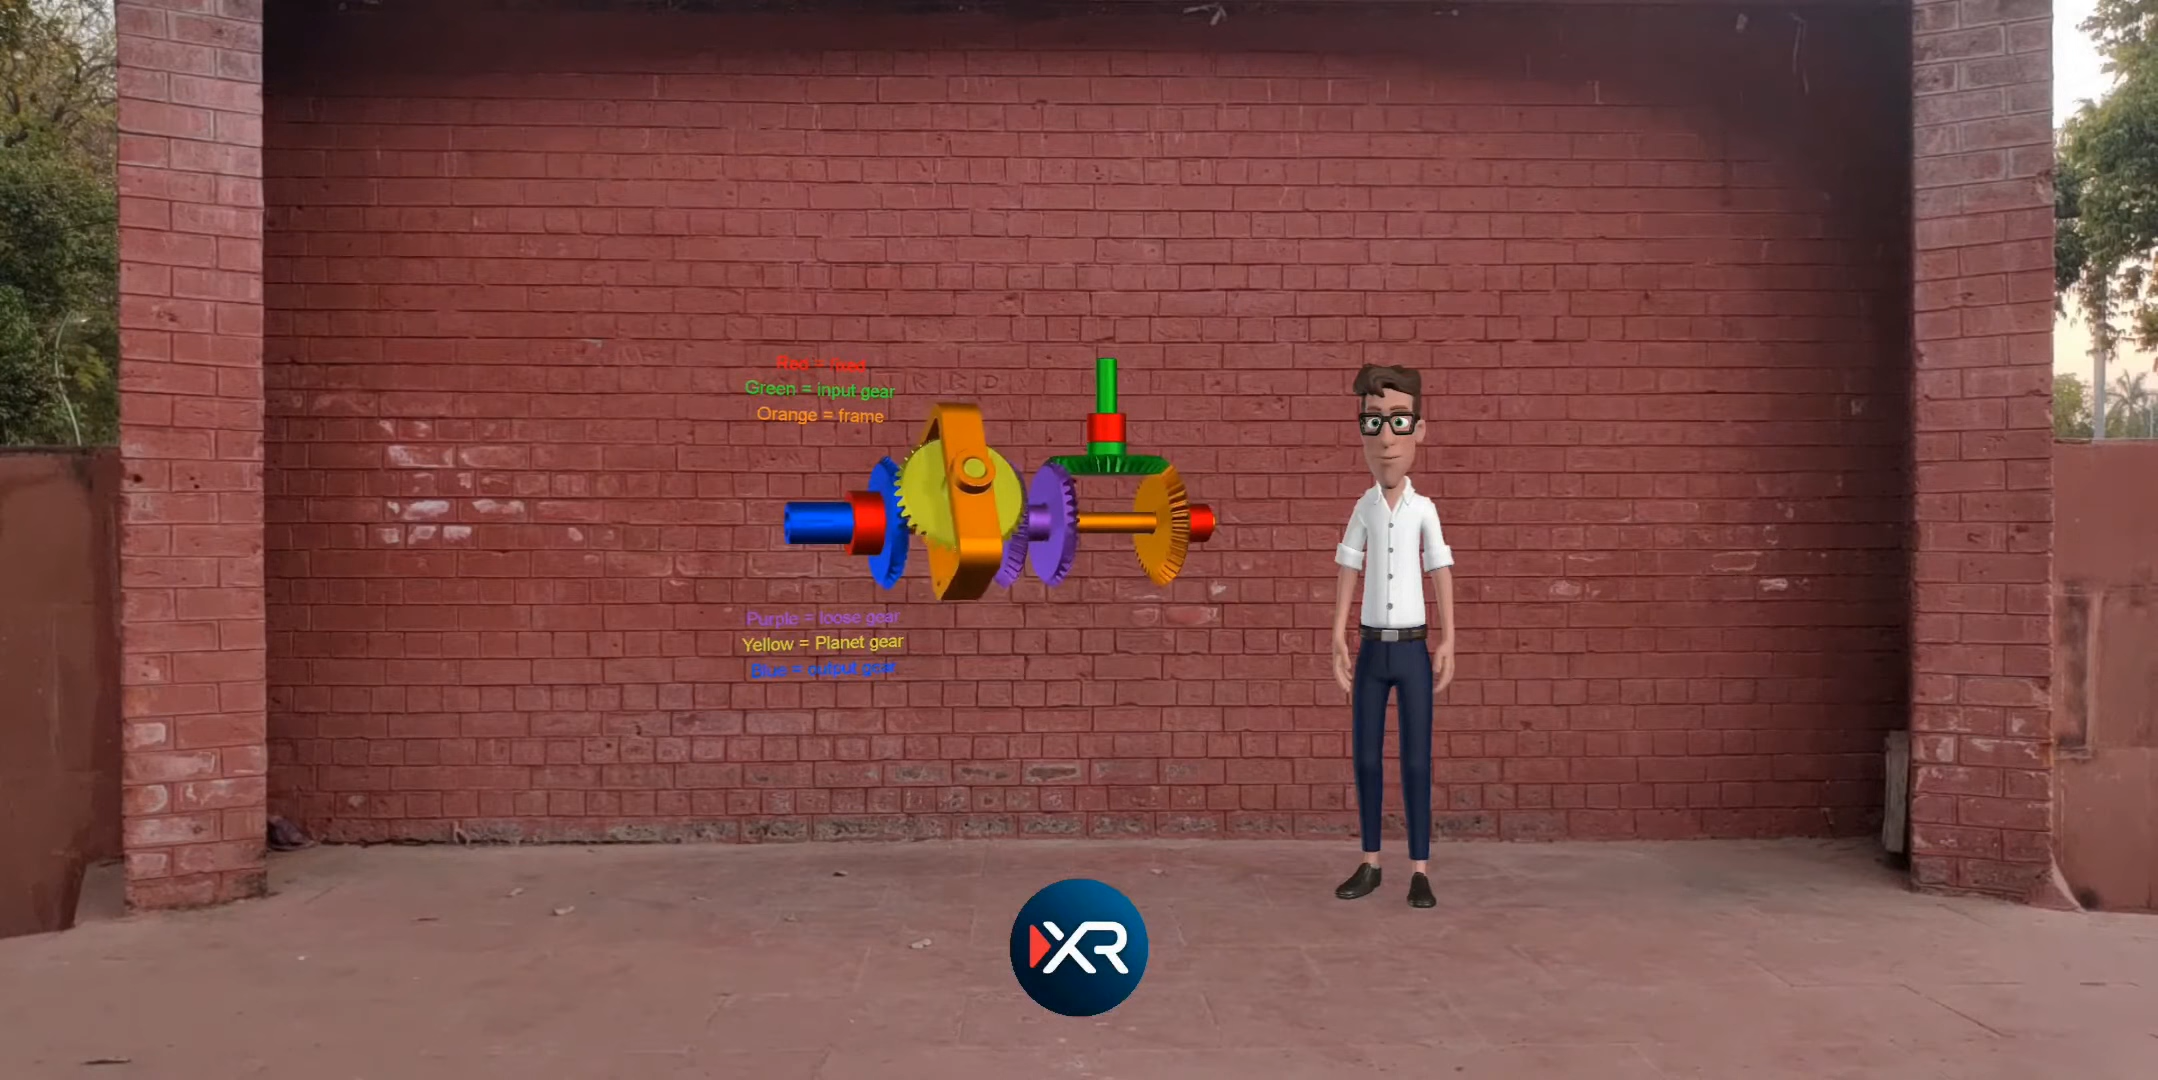 Red = fixed
Green = input gear
Orange = frame
Purple = loose gear
Yellow = Planet gear
Blue = output gear
XR